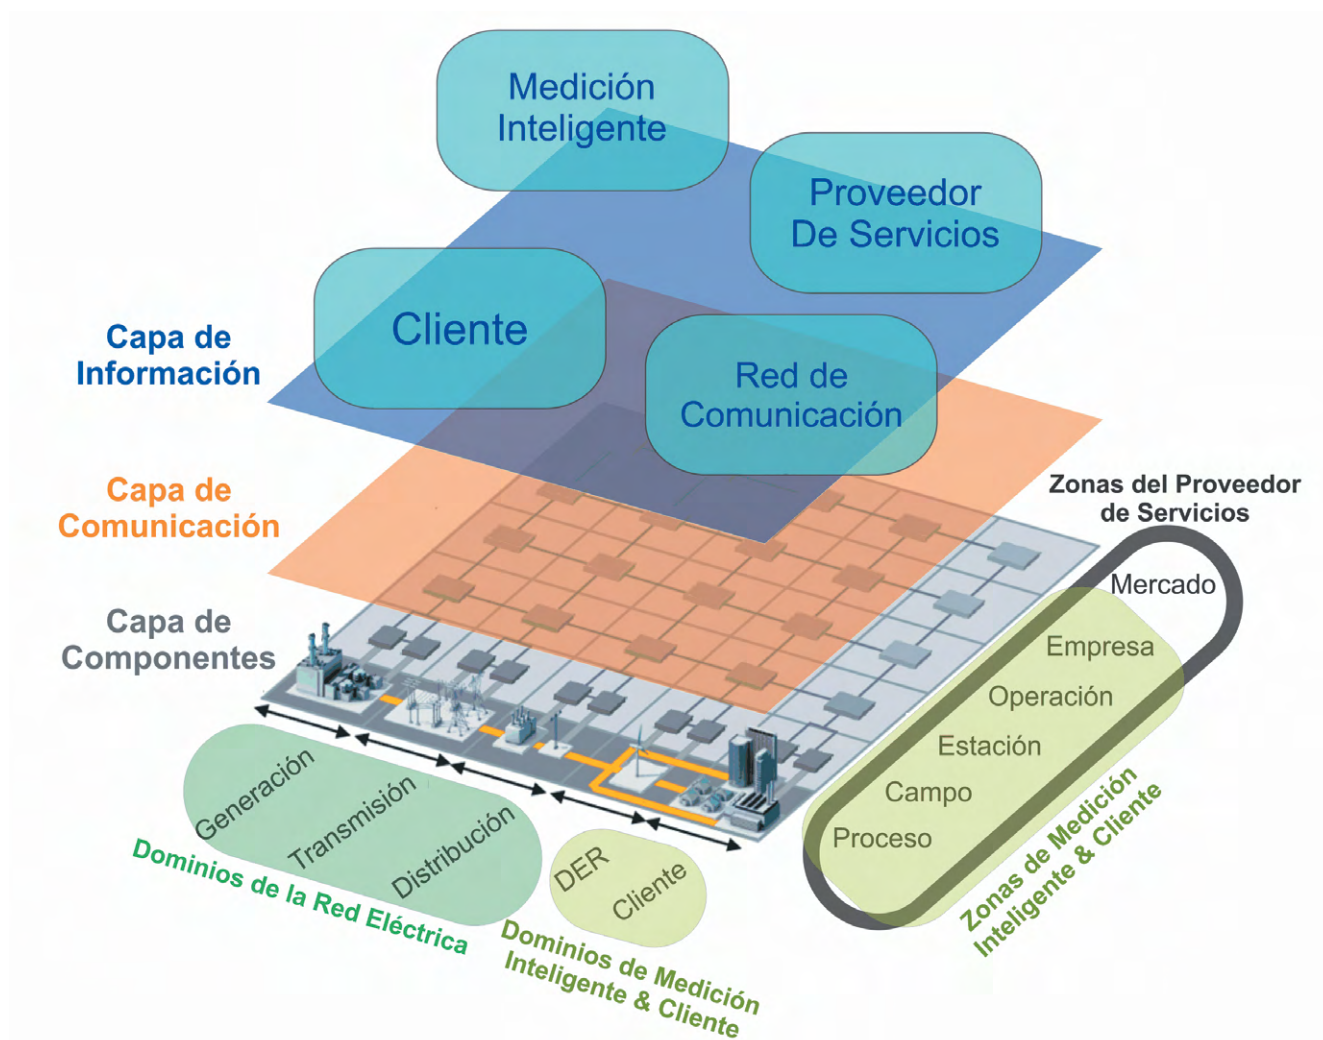 Medición
Inteligente
Proveedor
De Servicios
Cliente
Red de
Comunicación
Capa de
Información
Capa de
Comunicación
Capa de
Componentes
Zonas del Proveedor
de Servicios
Mercado
Empresa
Operación
Estación
Campo
Proceso
Zonas de Medición
Inteligente & Cliente
Generación
Transmisión
Distribución
Dominios de la Red Eléctrica
DER
Cliente
Dominios de Medición
Inteligente & Cliente